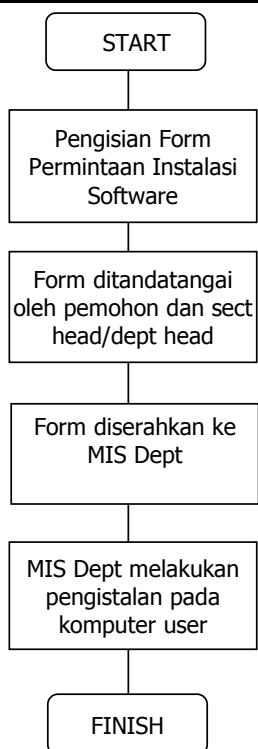 START
Pengisian Form
Permintaan Instalasi
Software
Form ditandatangai
oleh pemohon dan sect
head/dept head
Form diserahkan ke
MIS Dept
MIS Dept melakukan
pengistalan pada
komputer user
FINISH